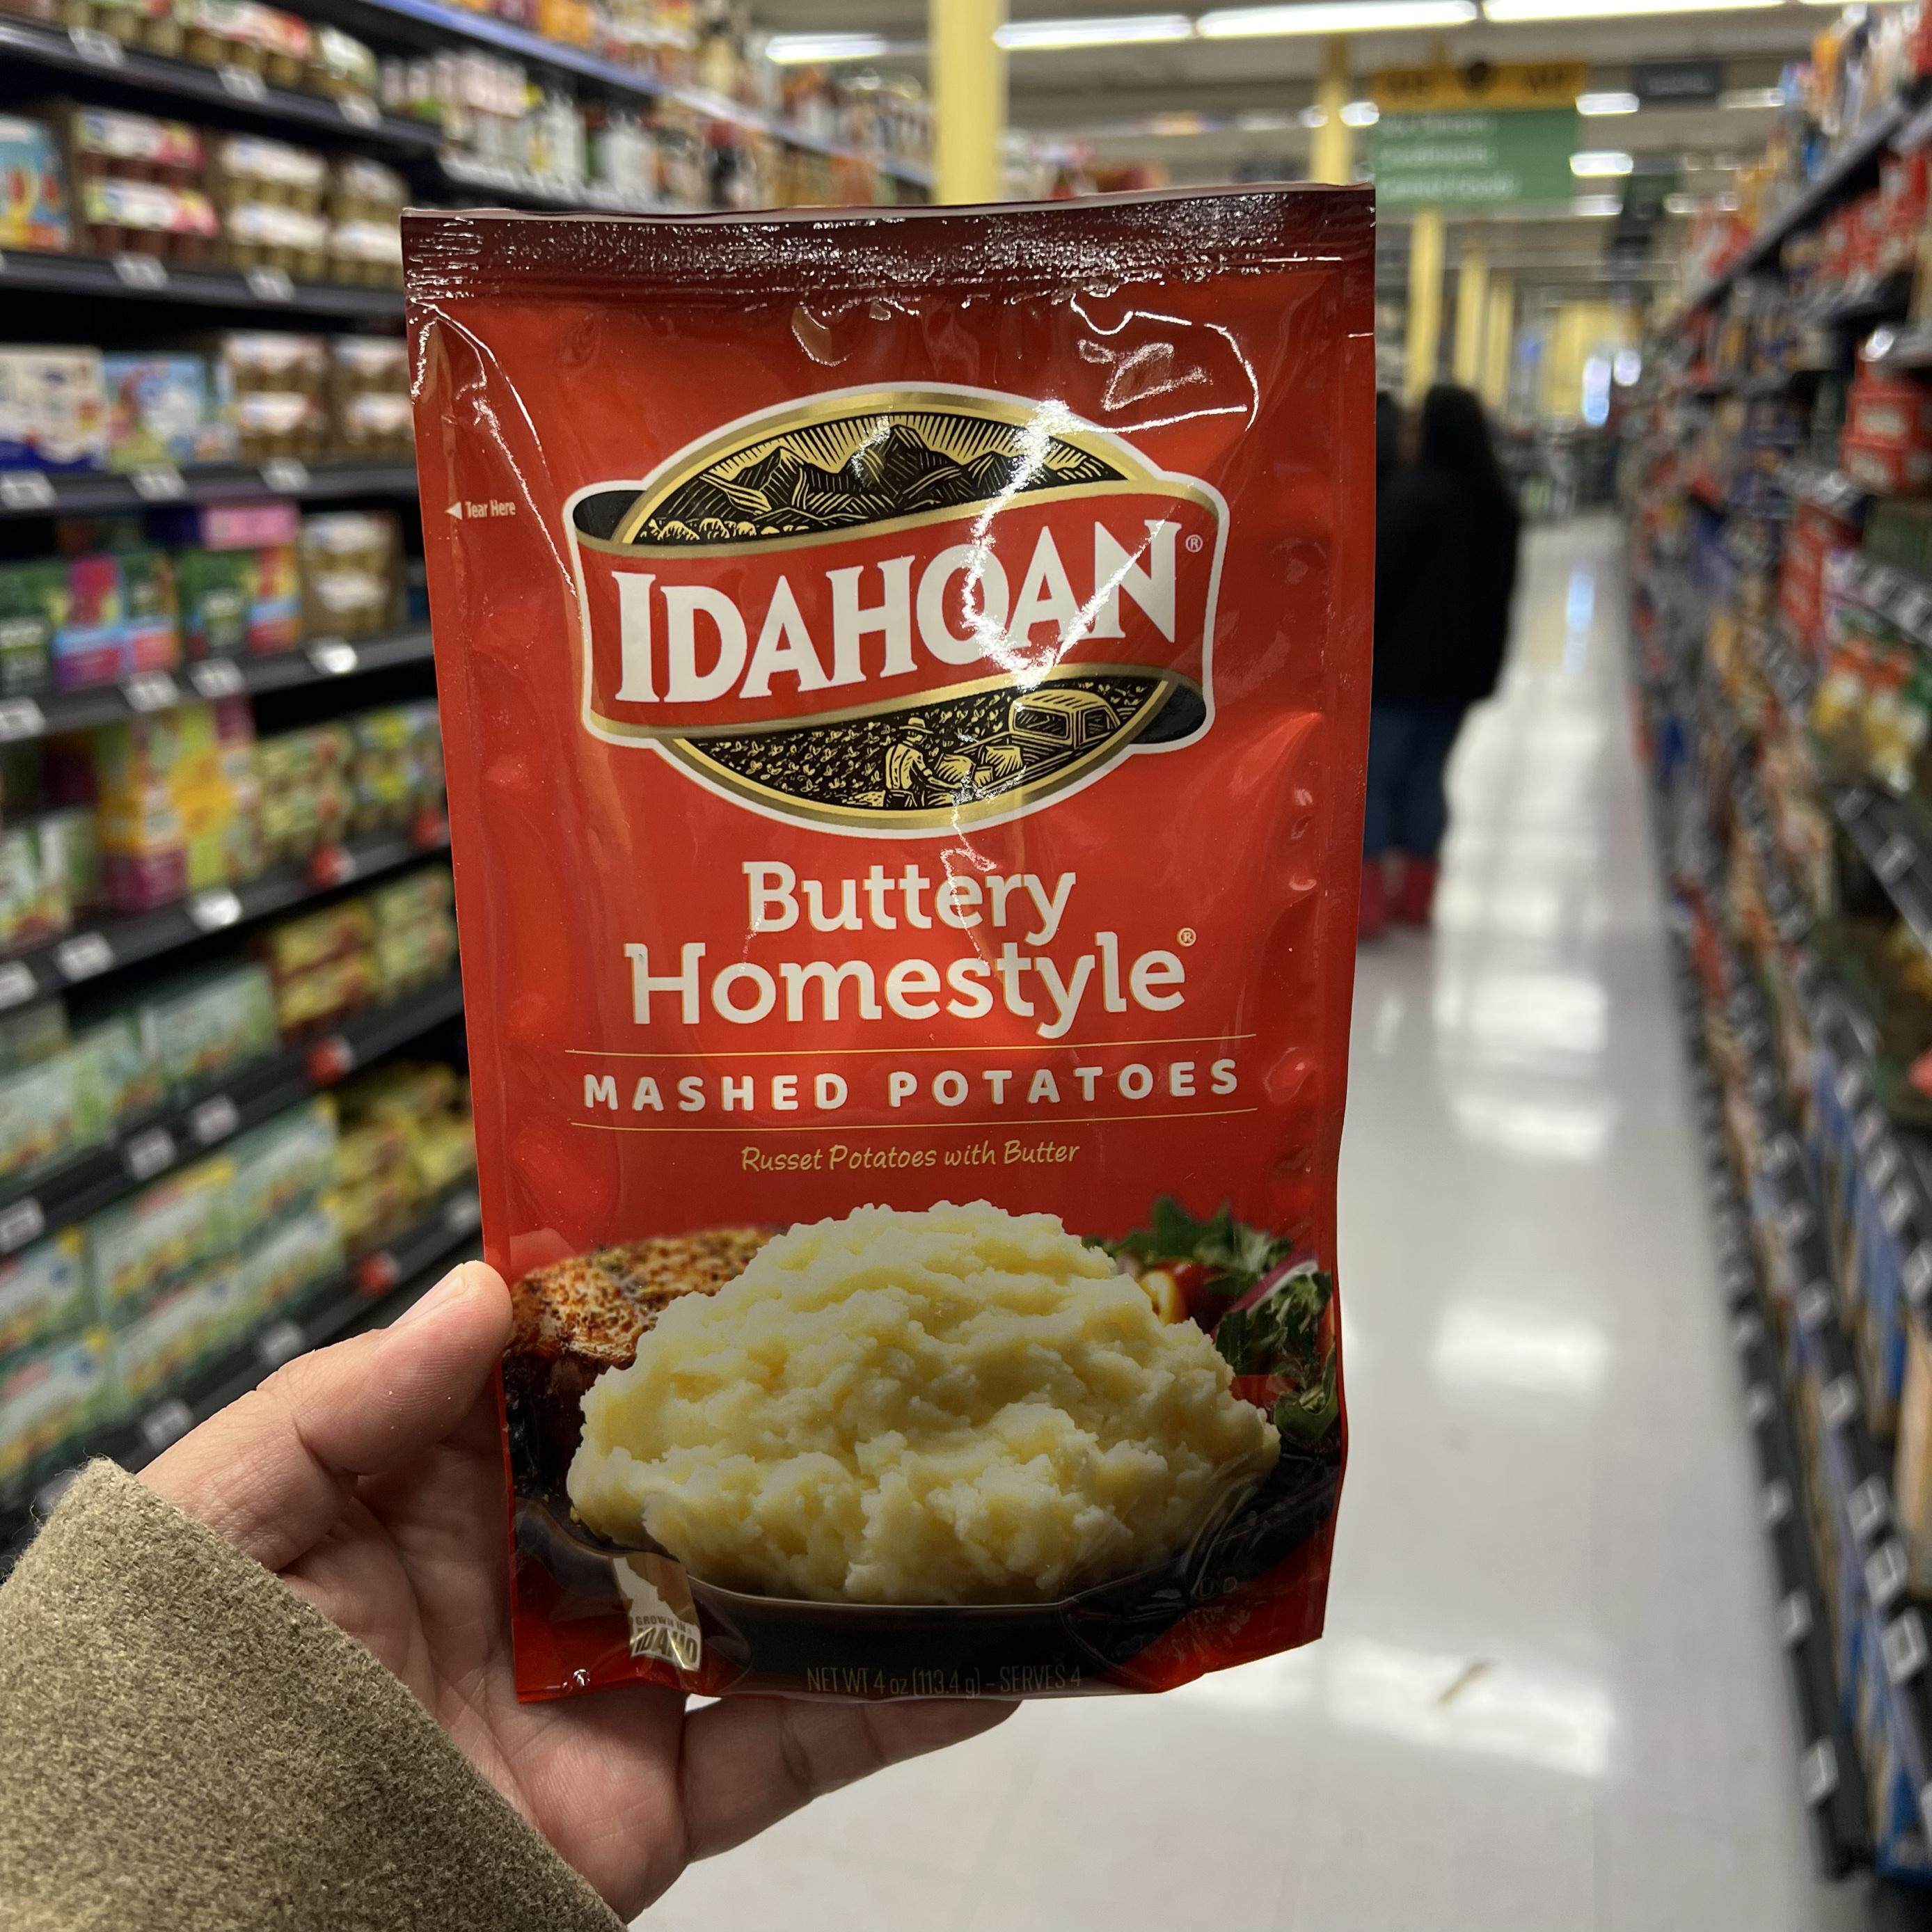 Tear Here
IDAHOAN®
Buttery
Homestyle®
MASHED POTATOES
Russet Potatoes with Butter
GROWN IN
IDAHO
NET WT 4 oz (113.4 g) – SERVES 4